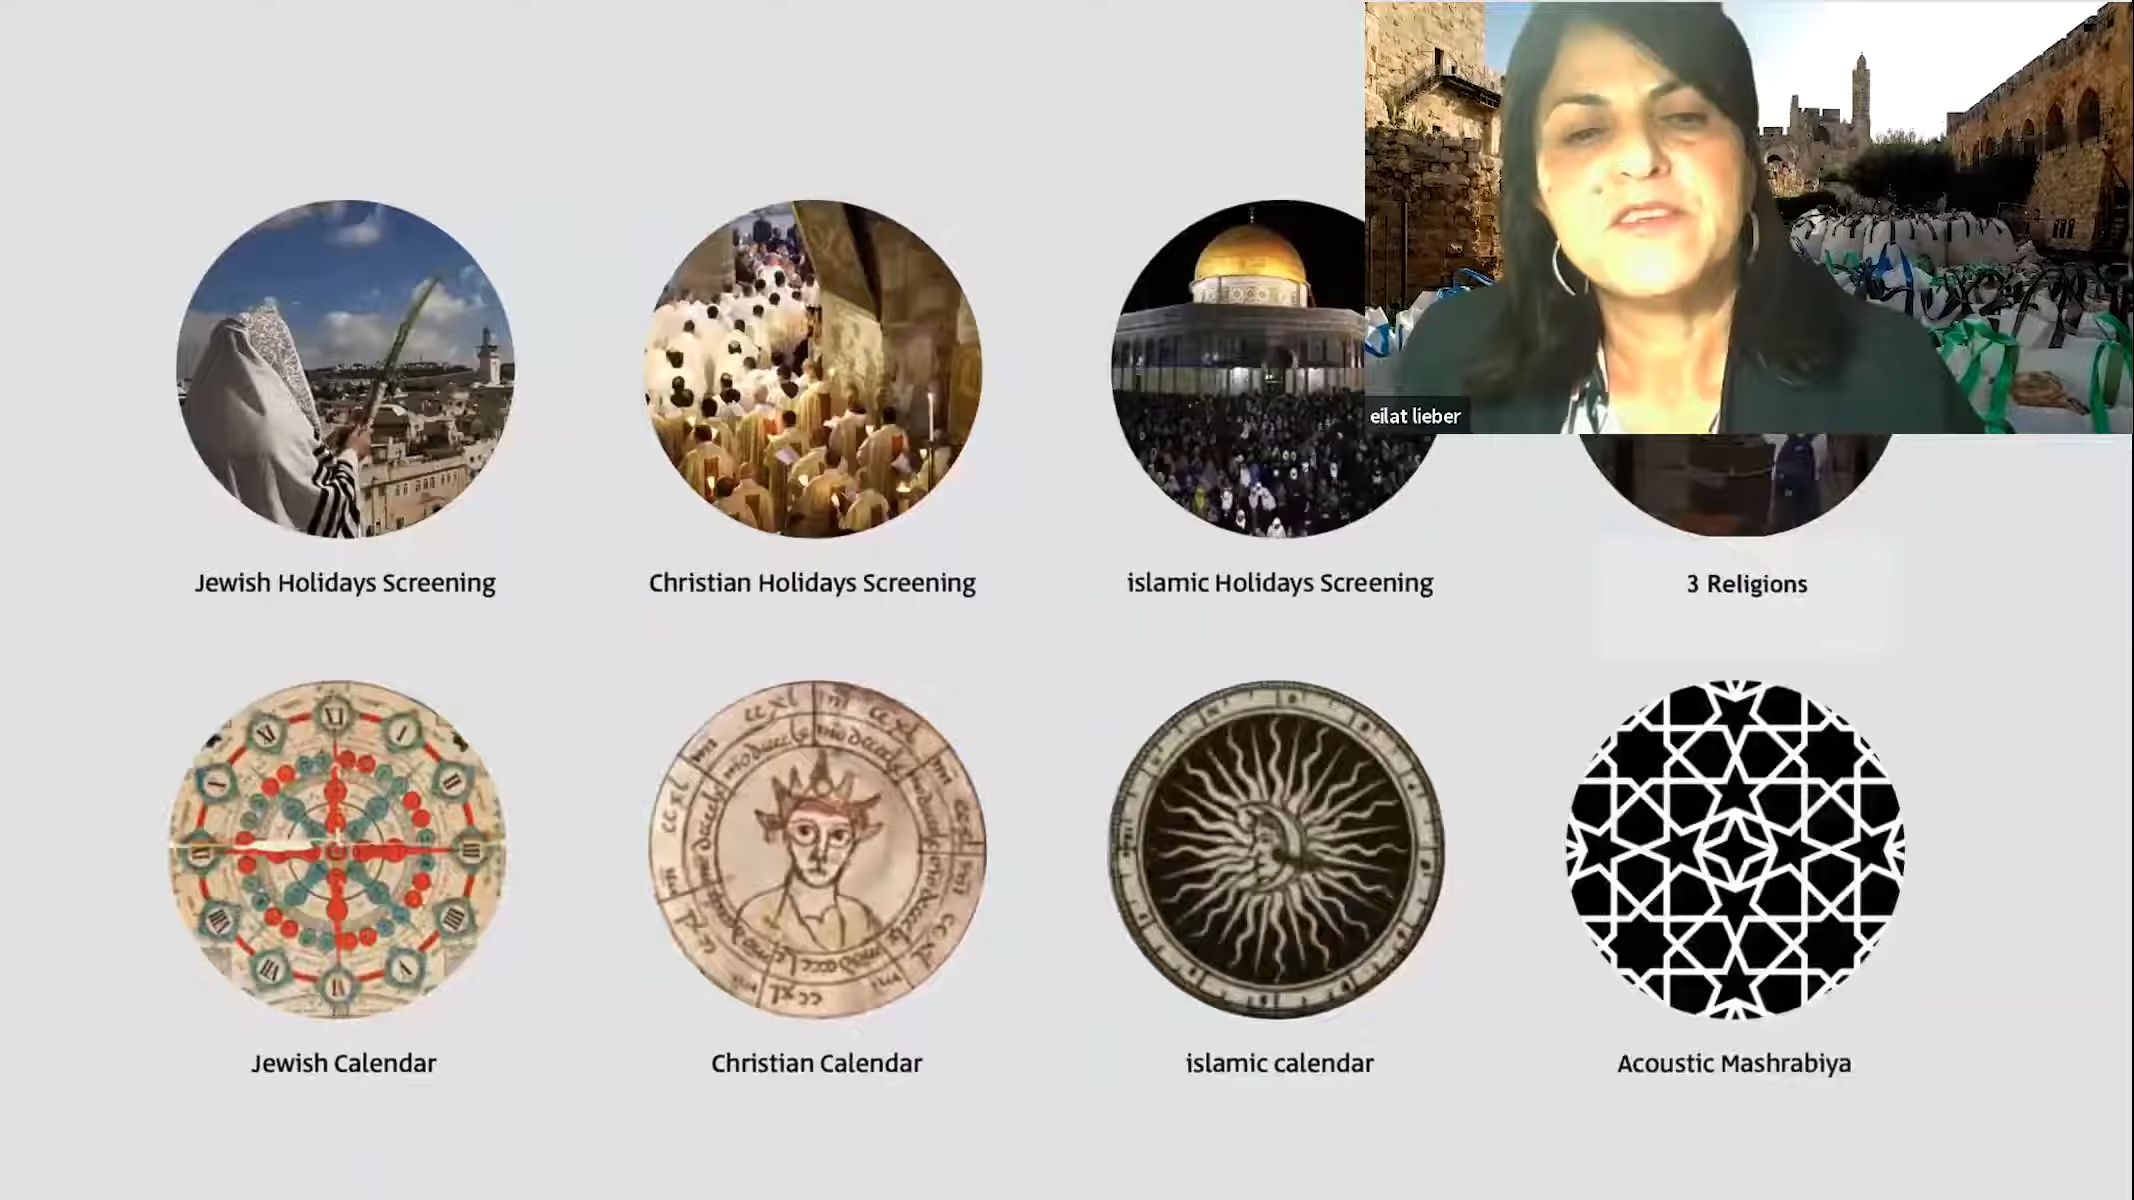 eilat lieber
Jewish Holidays Screening
Christian Holidays Screening
islamic Holidays Screening
3 Religions
Jewish Calendar
Christian Calendar
islamic calendar
Acoustic Mashrabiya